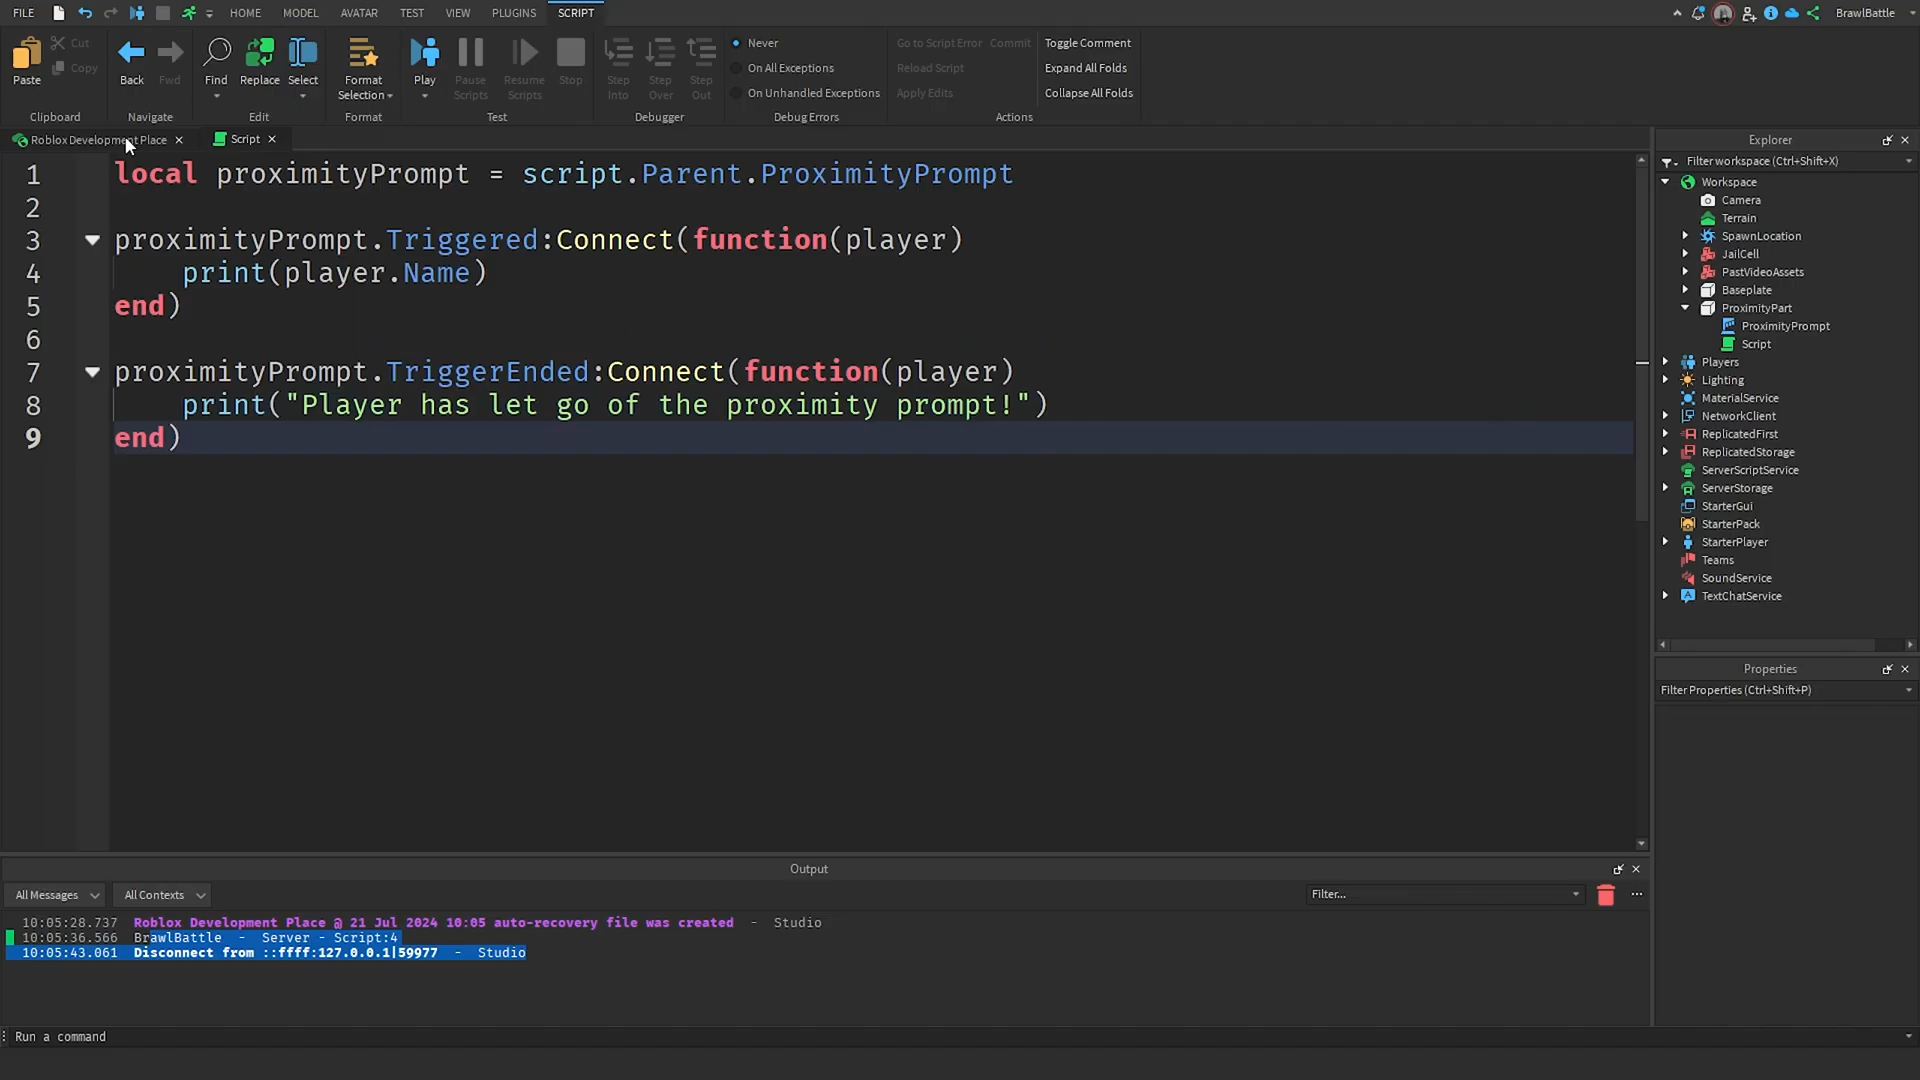 FILE HOME MODEL AVATAR TEST VIEW PLUGINS SCRIPT BrawlBattle
Paste Cut Copy Clipboard
Back Fwd Navigate
Find Replace Select Edit
Format Selection Format
Play Pause Scripts Resume Scripts Stop Test
Step Into Step Over Step Out Debugger
Never
On All Exceptions
On Unhandled Exceptions
Debug Errors
Go to Script Error Commit Toggle Comment
Reload Script Expand All Folds
Apply Edits Collapse All Folds
Actions
Roblox Development Place Script
1 local proximityPrompt = script.Parent.ProximityPrompt
2
3 proximityPrompt.Triggered:Connect(function(player)
4 print(player.Name)
5 end)
6
7 proximityPrompt.TriggerEnded:Connect(function(player)
8 print("Player has let go of the proximity prompt!")
9 end)
Explorer
Filter workspace (Ctrl+Shift+X)
Workspace
Camera
Terrain
SpawnLocation
JailCell
PastVideoAssets
Baseplate
ProximityPart
ProximityPrompt
Script
Players
Lighting
MaterialService
NetworkClient
ReplicatedFirst
ReplicatedStorage
ServerScriptService
ServerStorage
StarterGui
StarterPack
StarterPlayer
Teams
SoundService
TextChatService
Properties
Filter Properties (Ctrl+Shift+P)
Output
All Messages All Contexts Filter...
10:05:28.737 Roblox Development Place @ 21 Jul 2024 10:05 auto-recovery file was created - Studio
10:05:36.566 BrawlBattle - Server - Script:4
10:05:43.061 Disconnect from ::ffff:127.0.0.1|59977 - Studio
Run a command